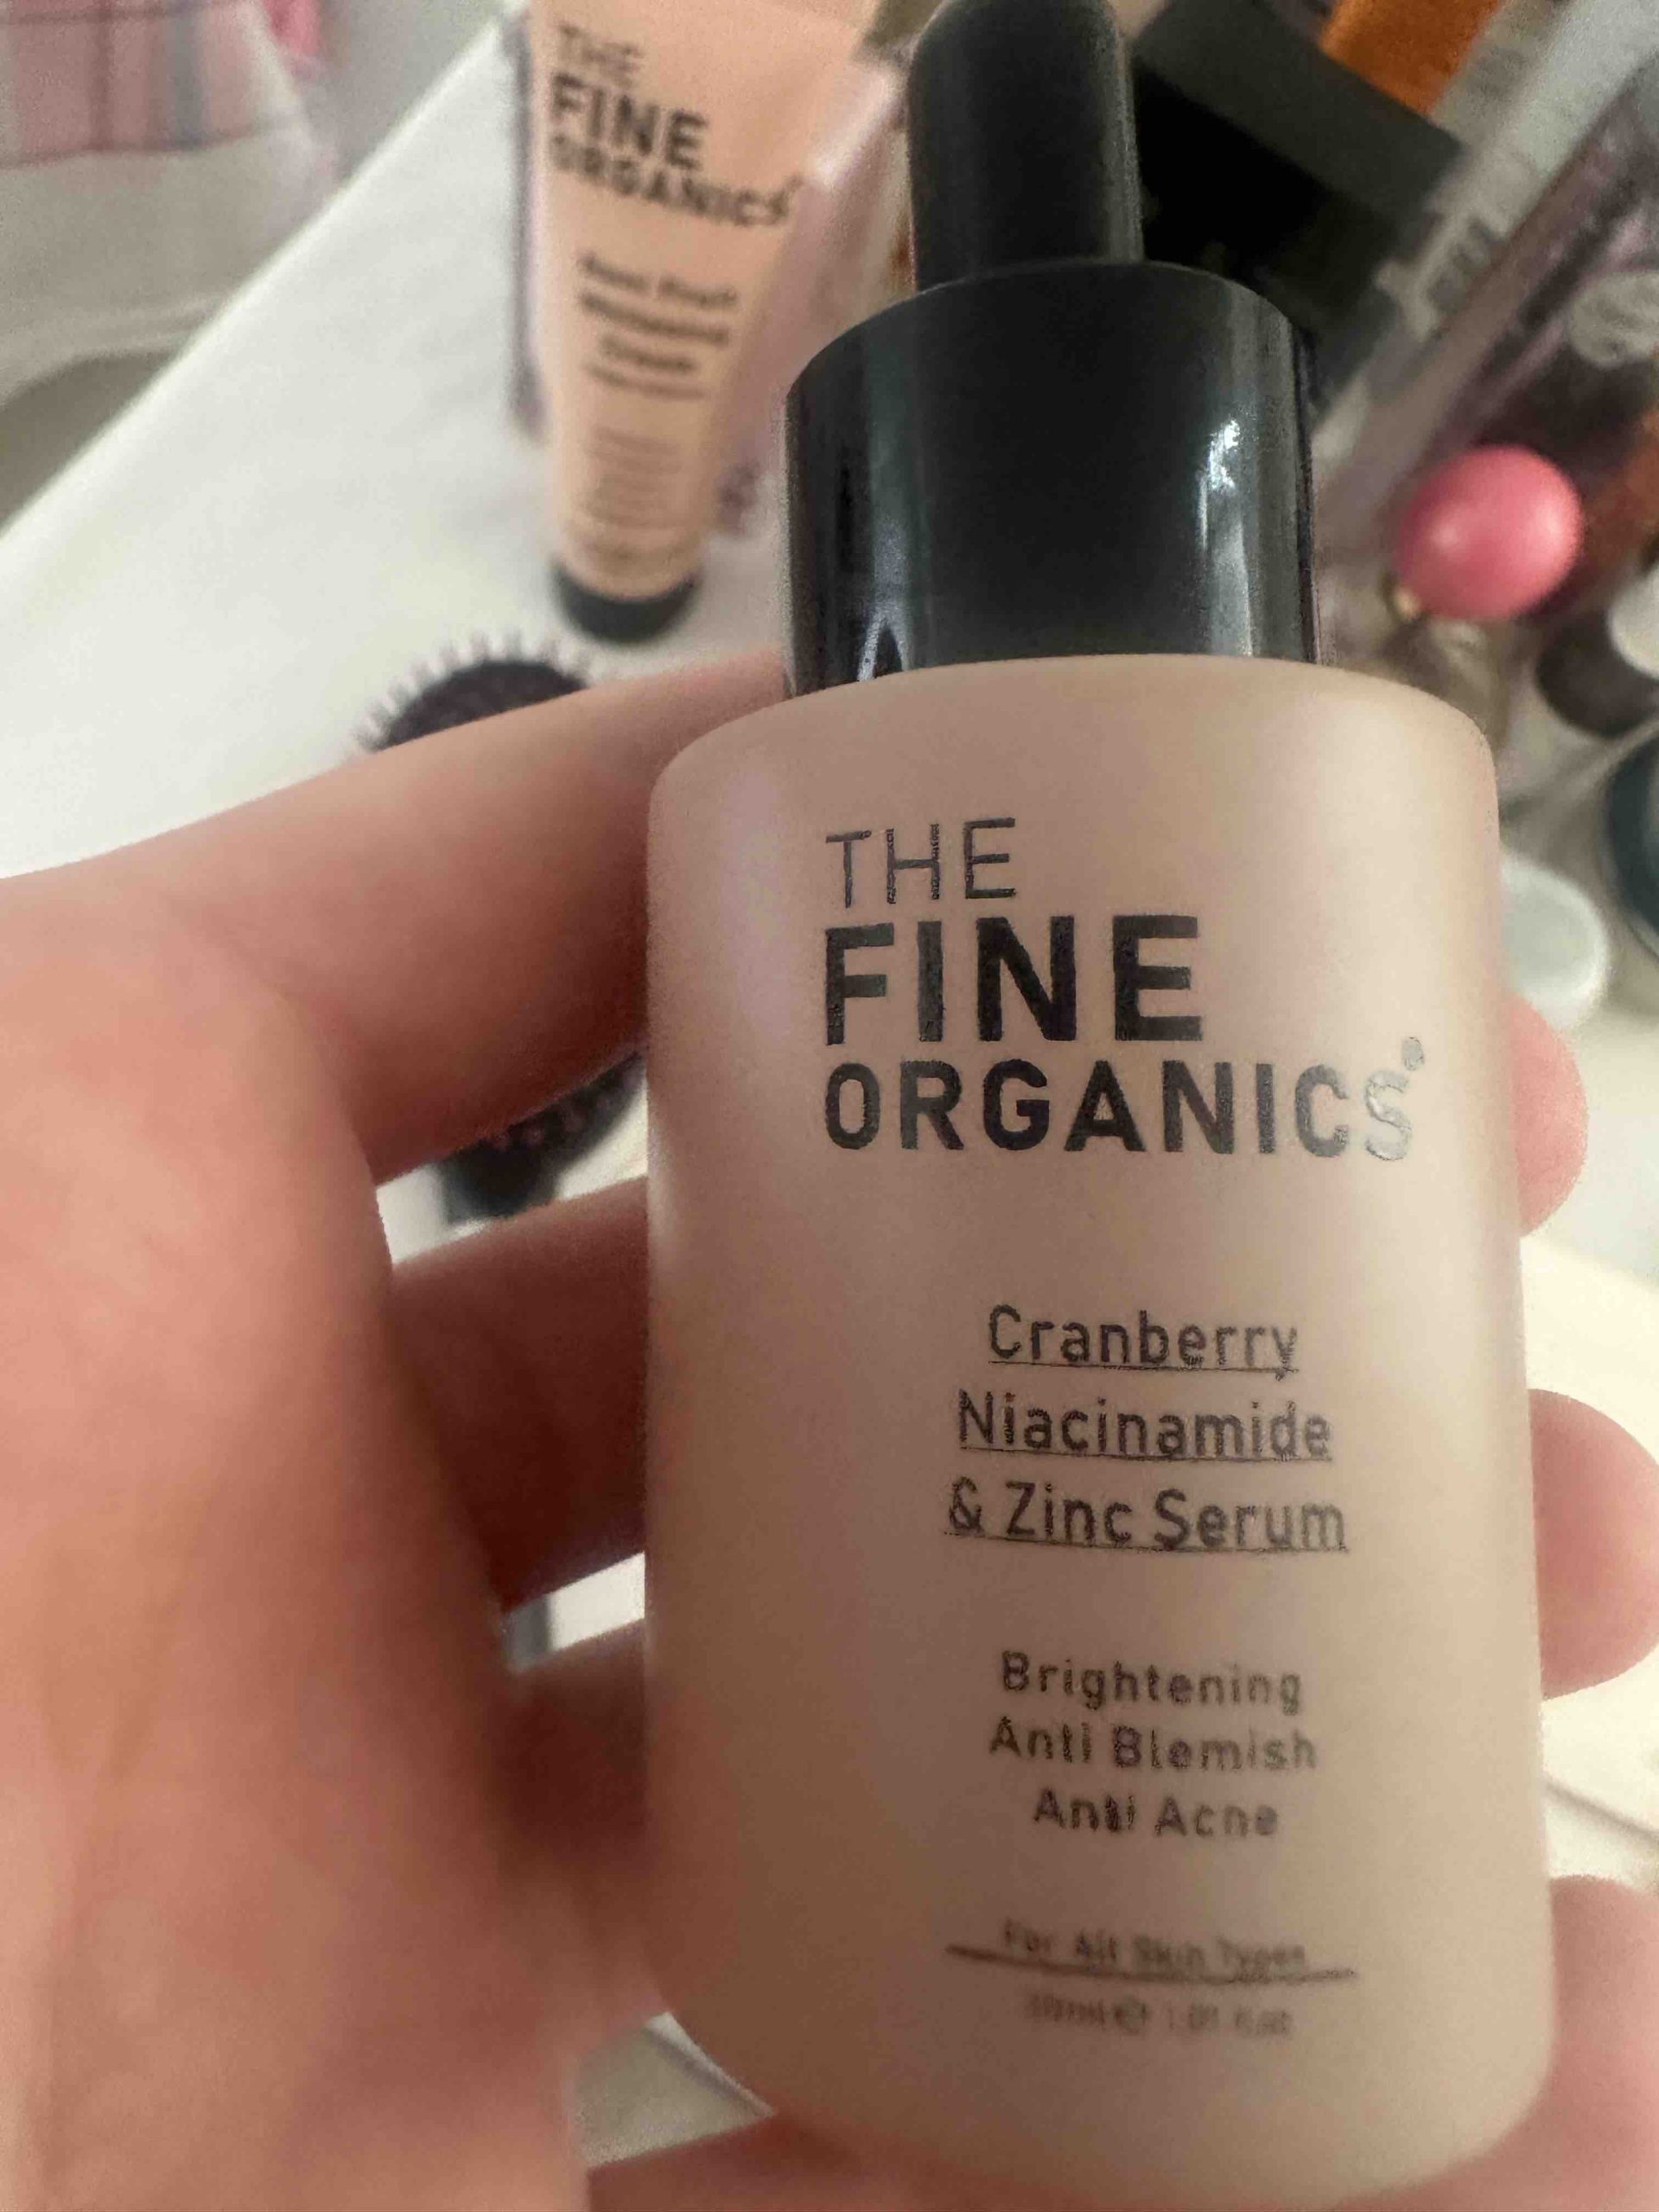 THE
FINE
ORGANICS
Cream
THE
FINE
ORGANICS
Cranberry
Niacinamide
& Zinc Serum
Brightening
Anti Blemish
Anti Acne
For All Skin Types